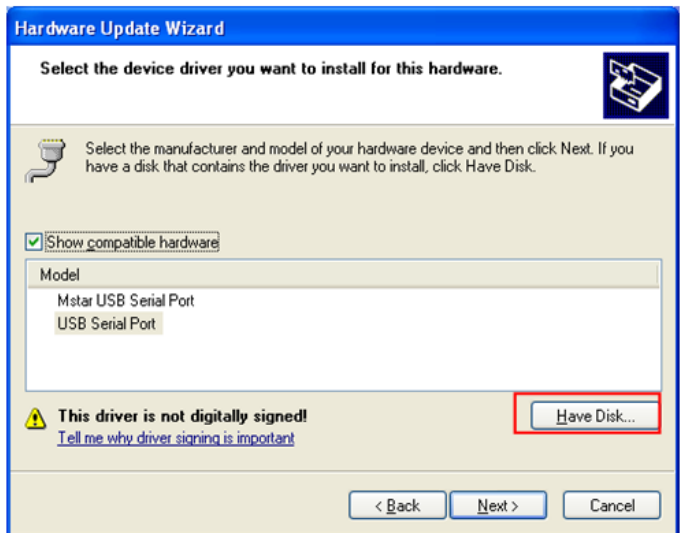 Hardware Update Wizard
Select the device driver you want to install for this hardware.
Select the manufacturer and model of your hardware device and then click Next. If you
have a disk that contains the driver you want to install, click Have Disk.
Show compatible hardware
Model
Mstar USB Serial Port
USB Serial Port
This driver is not digitally signed!
Tell me why driver signing is important
Have Disk...
< Back
Next >
Cancel